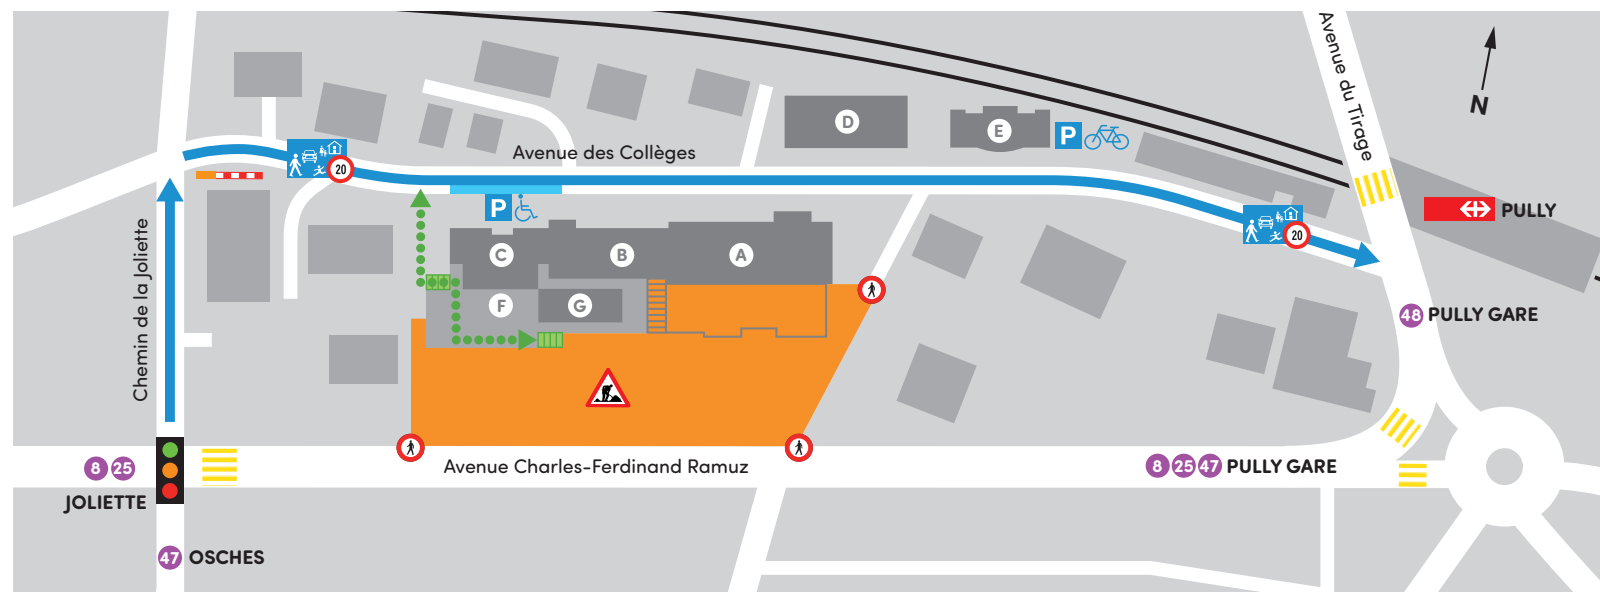 Avenue du Tirage
N
D
E
P
20
Avenue des Collèges
P
PULLY
20
C
B
A
Chemin de la Joliette
F
G
48 PULLY GARE
8 25
JOLIETTE
Avenue Charles-Ferdinand Ramuz
8 25 47 PULLY GARE
47 OSCHES